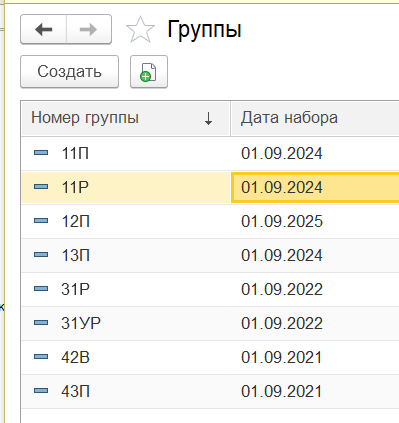 Группы
Создать
Номер группы ↓ Дата набора
11П 01.09.2024
11Р 01.09.2024
12П 01.09.2025
13П 01.09.2024
31Р 01.09.2022
31УР 01.09.2022
42В 01.09.2021
43П 01.09.2021